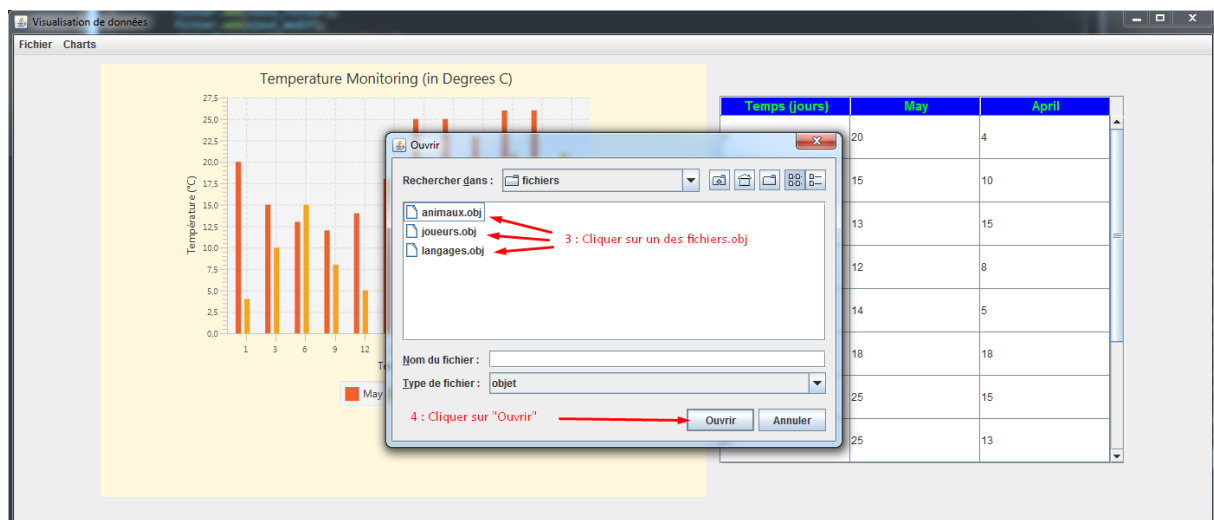 Visualisation de données
Fichier Charts
Temperature Monitoring (in Degrees C)
27,5
25,0
22,5
20,0
17,5
15,0
12,5
10,0
7,5
5,0
2,5
0,0
Température (°C)
1 3 6 9 12
May
Ouvrir
Rechercher dans : fichiers
animaux.obj
joueurs.obj
langages.obj
3 : Cliquer sur un des fichiers.obj
Nom du fichier :
Type de fichier : objet
4 : Cliquer sur "Ouvrir"
Ouvrir Annuler
Temps (jours) May April
20 4
15 10
13 15
12 8
14 5
18 18
25 15
25 13